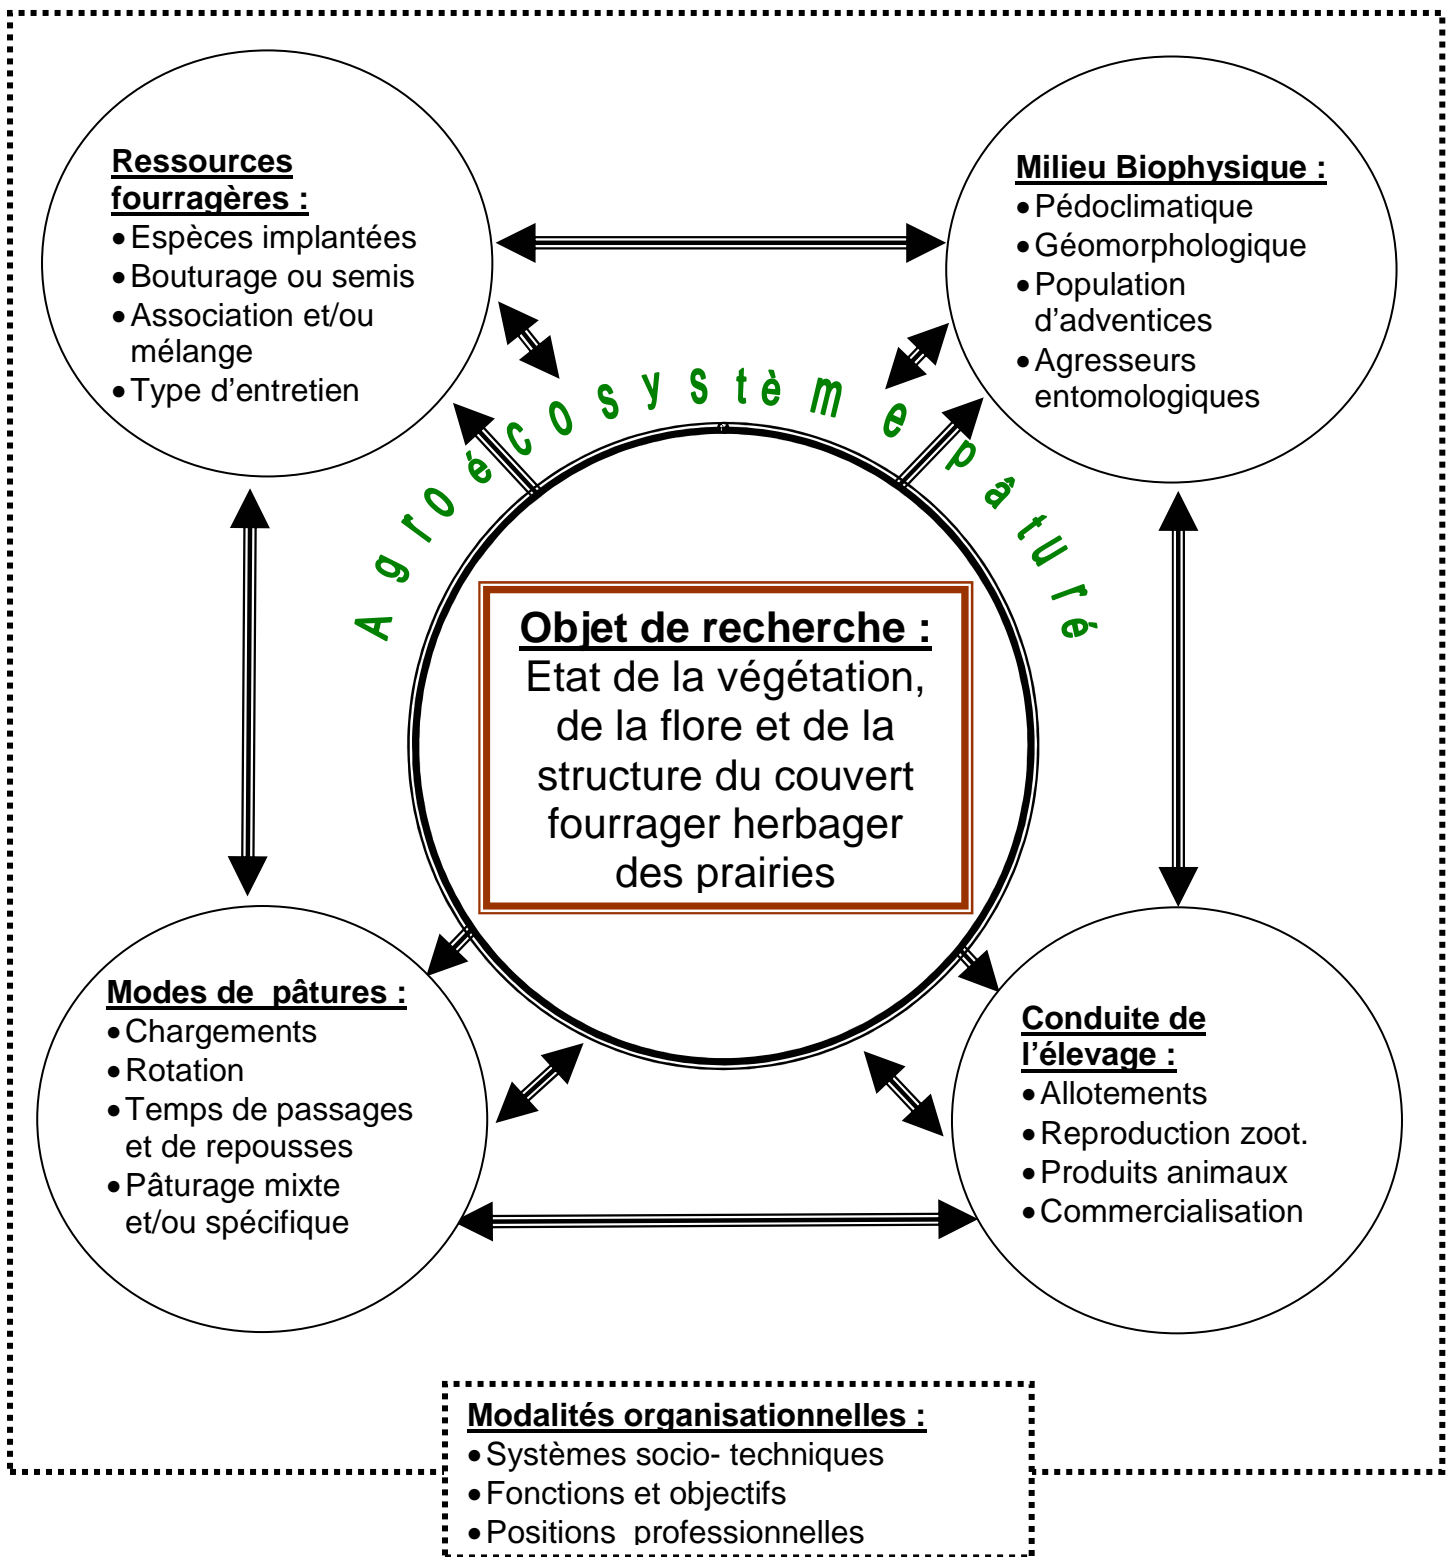 Ressources
fourragères :
•Espèces implantées
•Bouturage ou semis
•Association et/ou
mélange
•Type d’entretien
Milieu Biophysique :
•Pédoclimatique
•Géomorphologique
•Population
d’adventices
•Agresseurs
entomologiques
Agroécosystème pâturé
Objet de recherche :
Etat de la végétation,
de la flore et de la
structure du couvert
fourrager herbager
des prairies
Modes de pâtures :
•Chargements
•Rotation
•Temps de passages
et de repousses
•Pâturage mixte
et/ou spécifique
Conduite de
l’élevage :
•Allotements
•Reproduction zoot.
•Produits animaux
•Commercialisation
Modalités organisationnelles :
•Systèmes socio- techniques
•Fonctions et objectifs
•Positions professionnelles